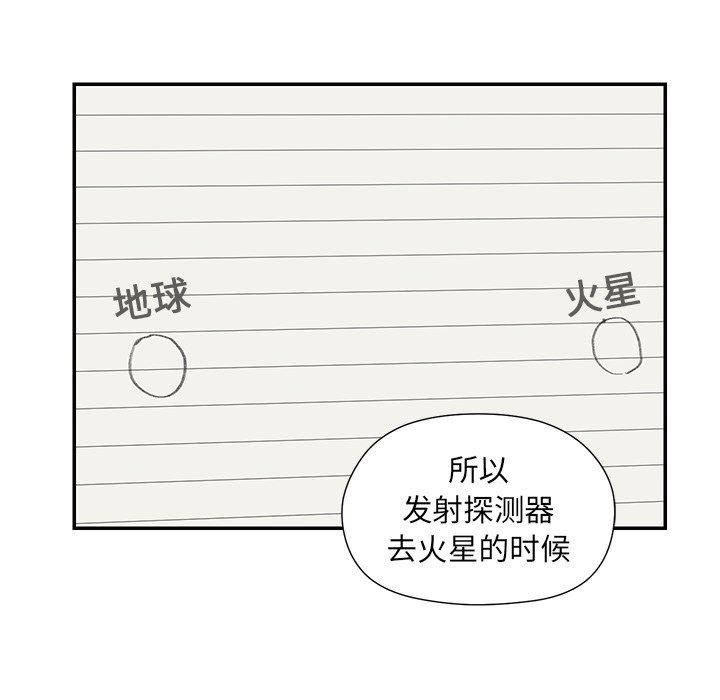 地球
火星
所以
发射探测器
去火星的时候